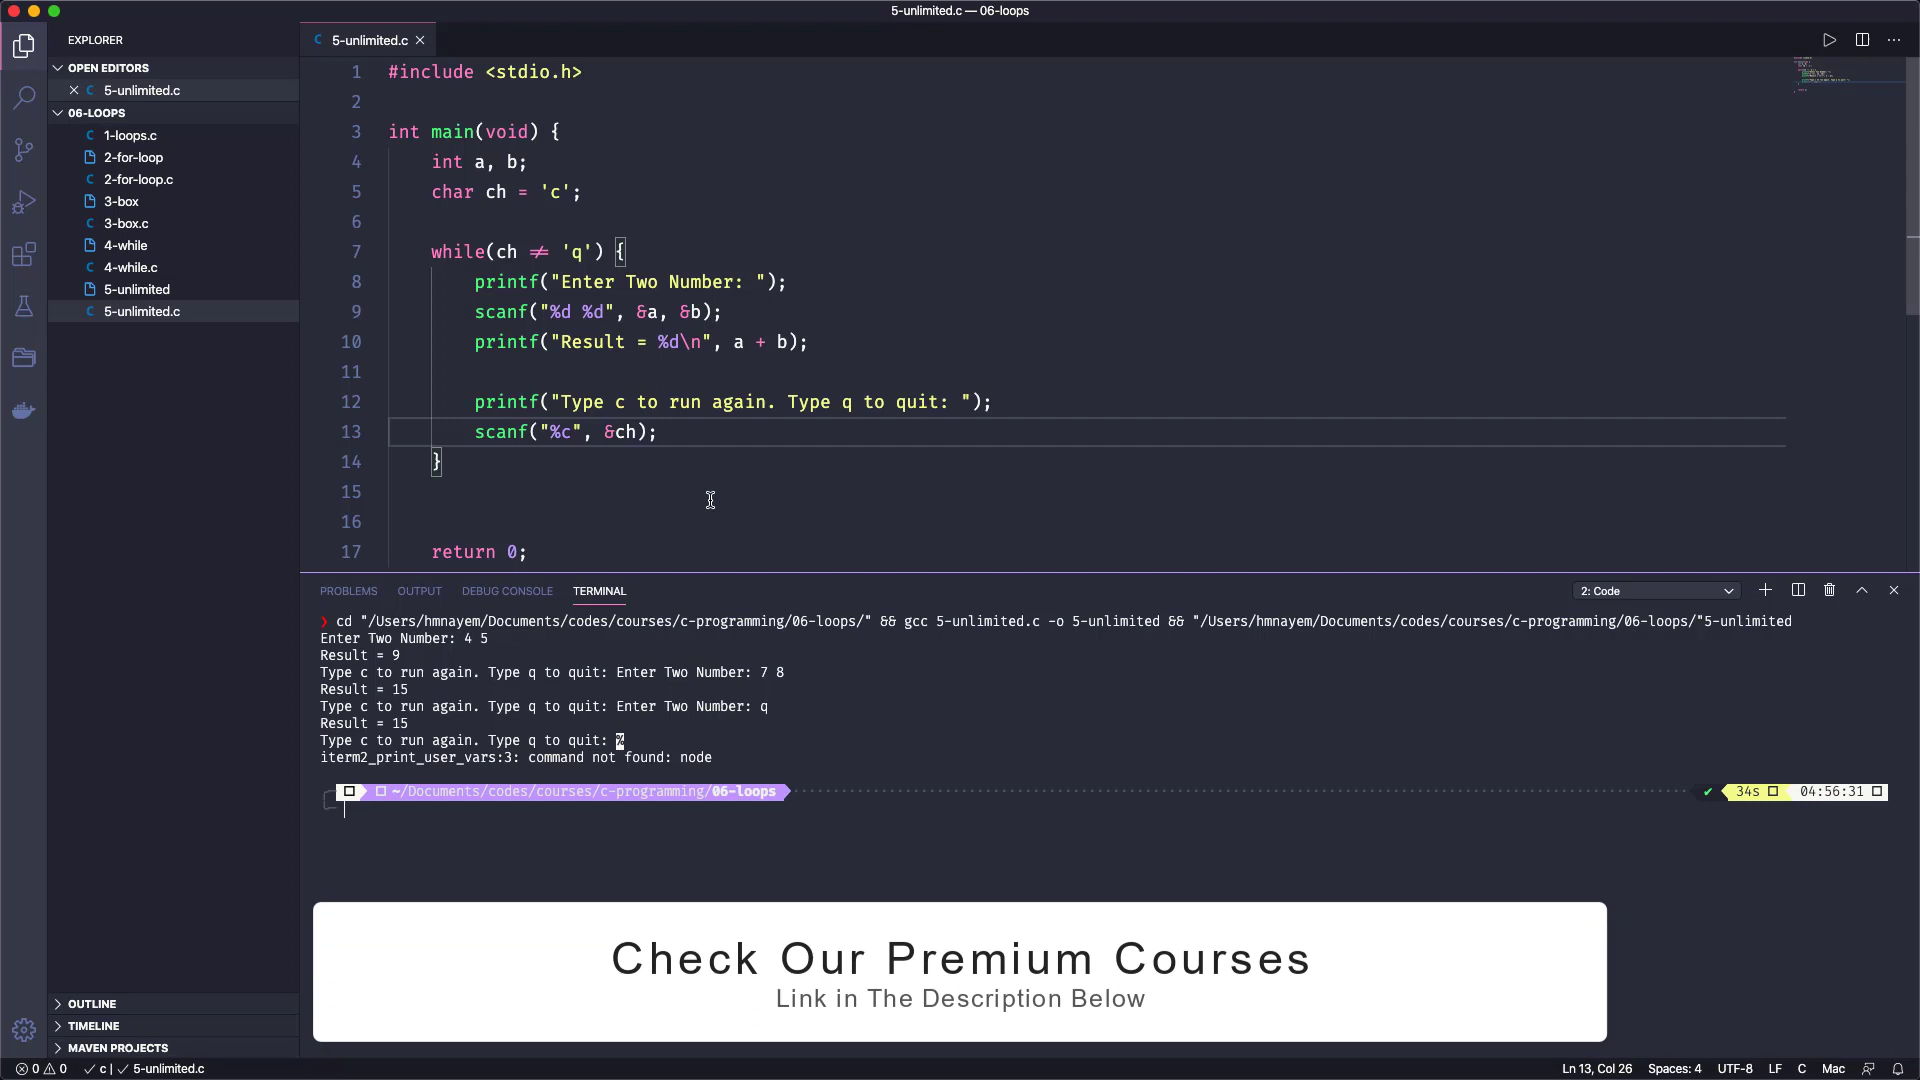 5-unlimited.c — 06-loops
EXPLORER
OPEN EDITORS
5-unlimited.c
06-LOOPS
1-loops.c
2-for-loop
2-for-loop.c
3-box
3-box.c
4-while
4-while.c
5-unlimited
5-unlimited.c
OUTLINE
TIMELINE
MAVEN PROJECTS
5-unlimited.c
1 #include <stdio.h>
2
3 int main(void) {
4 int a, b;
5 char ch = 'c';
6
7 while(ch ≠ 'q') {
8 printf("Enter Two Number: ");
9 scanf("%d %d", &a, &b);
10 printf("Result = %d\n", a + b);
11
12 printf("Type c to run again. Type q to quit: ");
13 scanf("%c", &ch);
14 }
15
16
17 return 0;
PROBLEMS OUTPUT DEBUG CONSOLE TERMINAL 2: Code
❯ cd "/Users/hmnayem/Documents/codes/courses/c-programming/06-loops/" && gcc 5-unlimited.c -o 5-unlimited && "/Users/hmnayem/Documents/codes/courses/c-programming/06-loops/"5-unlimited
Enter Two Number: 4 5
Result = 9
Type c to run again. Type q to quit: Enter Two Number: 7 8
Result = 15
Type c to run again. Type q to quit: Enter Two Number: q
Result = 15
Type c to run again. Type q to quit: %
iterm2_print_user_vars:3: command not found: node
~/Documents/codes/courses/c-programming/06-loops ✔ 34s 04:56:31
Check Our Premium Courses
Link in The Description Below
0 0 ✓ c | ✓ 5-unlimited.c Ln 13, Col 26 Spaces: 4 UTF-8 LF C Mac